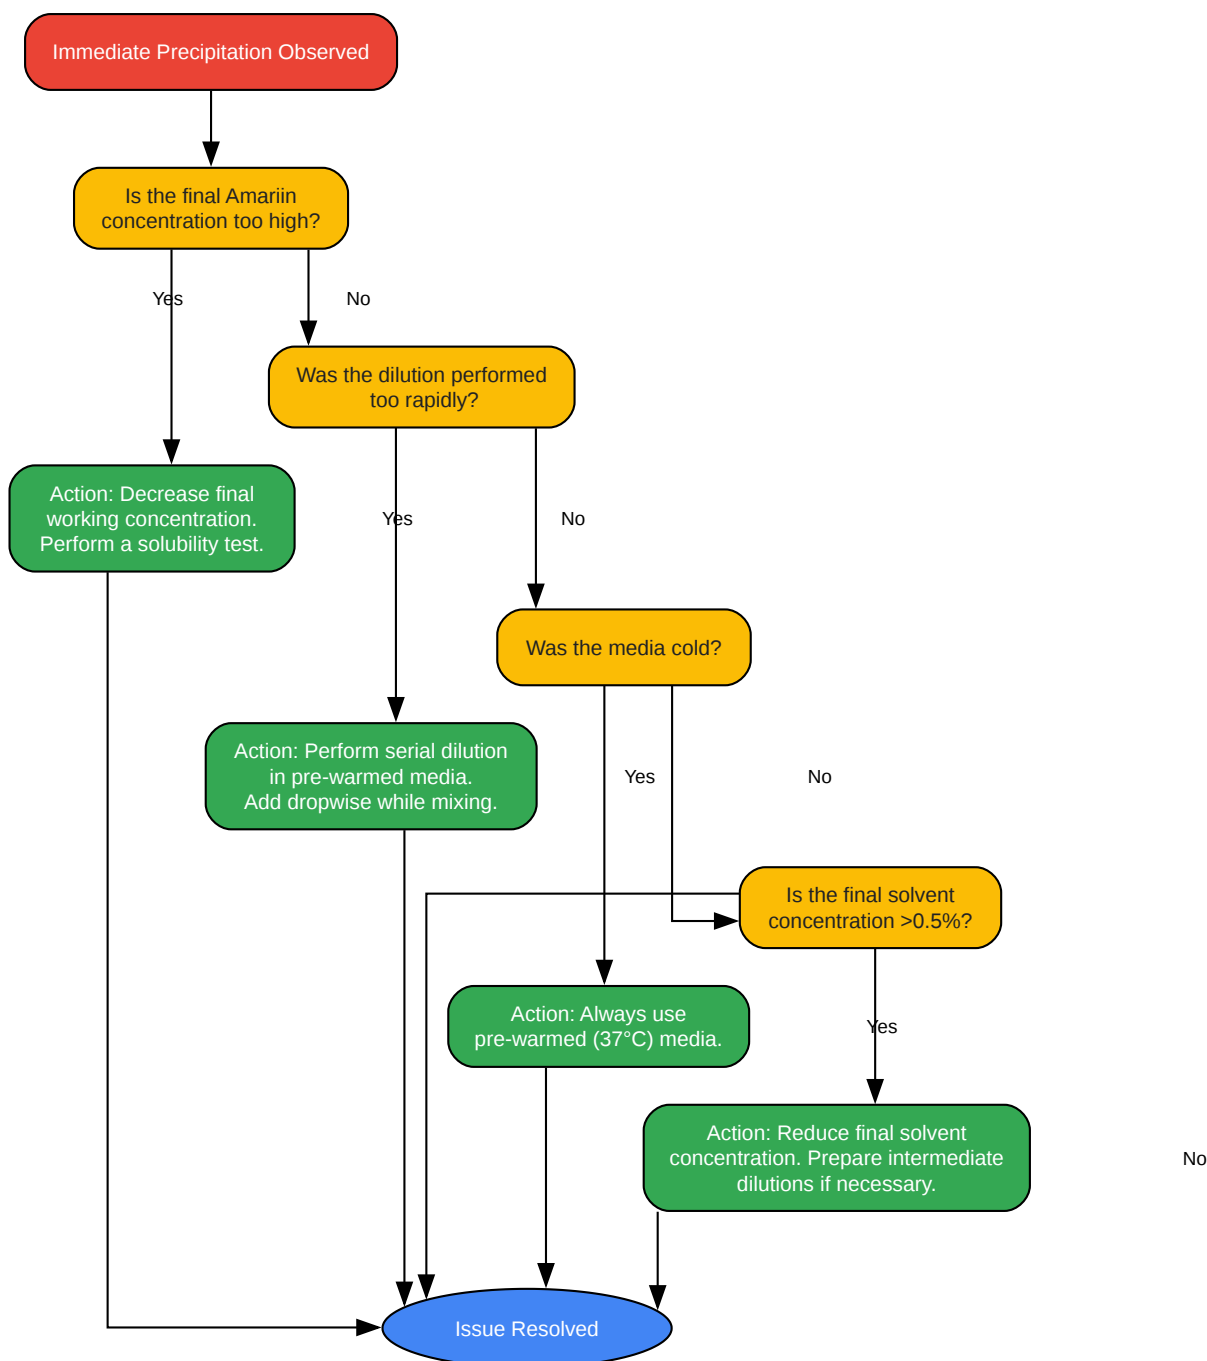 Immediate Precipitation Observed
Is the final Amariin
concentration too high?
Yes
No
Was the dilution performed
too rapidly?
Action: Decrease final
working concentration.
Perform a solubility test.
Yes
No
Was the media cold?
Action: Perform serial dilution
in pre-warmed media.
Add dropwise while mixing.
Yes
No
Is the final solvent
concentration >0.5%?
Action: Always use
pre-warmed (37°C) media.
Yes
Action: Reduce final solvent
concentration. Prepare intermediate
dilutions if necessary.
No
Issue Resolved